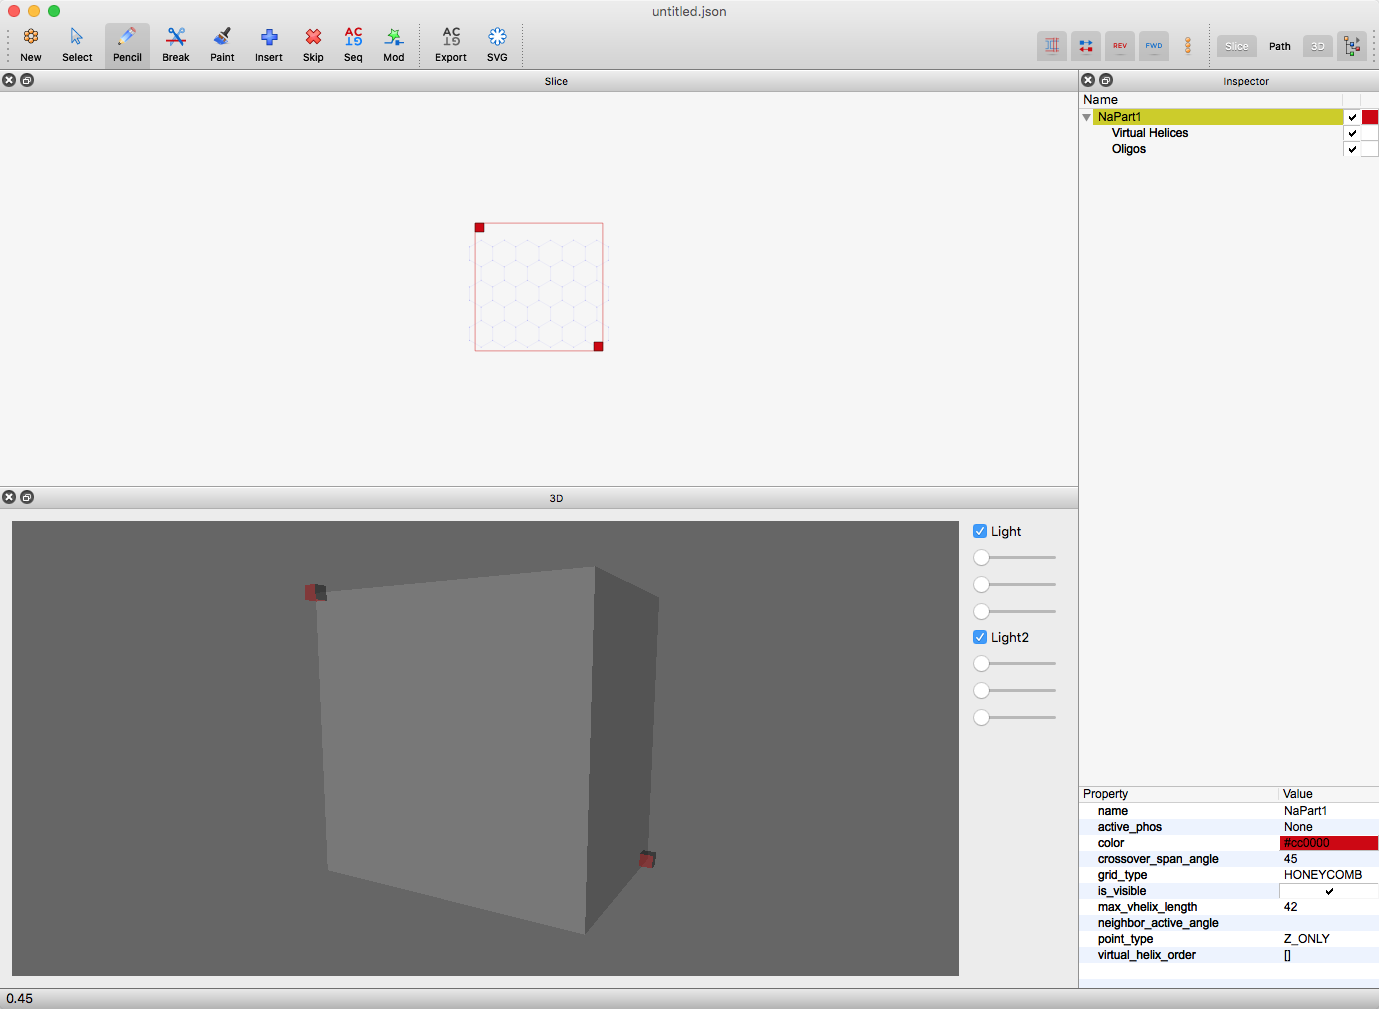 untitled.json
New Select Pencil Break Paint Insert Skip Seq Mod Export SVG REV FWD Slice Path 3D
Slice
Inspector
Name
NaPart1
Virtual Helices
Oligos
3D
Light
Light2
Property Value
name NaPart1
active_phos None
color #cc0000
crossover_span_angle 45
grid_type HONEYCOMB
is_visible
max_vhelix_length 42
neighbor_active_angle
point_type Z_ONLY
virtual_helix_order []
0.45